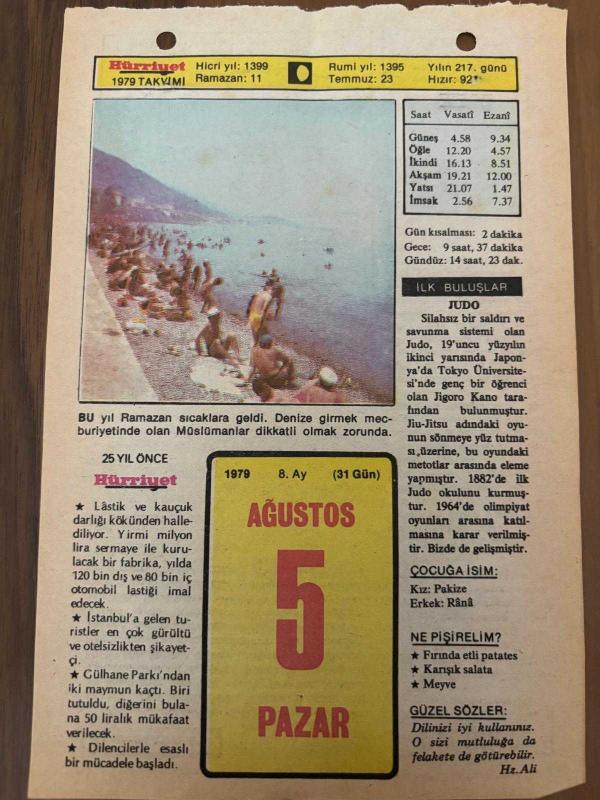 Hürriyet
1979 TAKVİMİ
Hicri yıl: 1399
Ramazan: 11
Rumi yıl: 1395
Temmuz: 23
Yılın 217. günü
Hızır: 92
Saat Vasatî Ezanî
Güneş 4.58 9.34
Öğle 12.20 4.57
İkindi 16.13 8.51
Akşam 19.21 12.00
Yatsı 21.07 1.47
İmsak 2.56 7.37
Gün kısalması: 2 dakika
Gece: 9 saat, 37 dakika
Gündüz: 14 saat, 23 dak.
BU yıl Ramazan sıcaklara geldi. Denize girmek mec-
buriyetinde olan Müslümanlar dikkatli olmak zorunda.
25 YIL ÖNCE
Hürriyet
★ Lâstik ve kauçuk
darlığı kökünden halle-
diliyor. Yirmi milyon
lira sermaye ile kuru-
lacak bir fabrika, yılda
120 bin dış ve 80 bin iç
otomobil lastiği imal
edecek.
★ İstanbul'a gelen tu-
ristler en çok gürültü
ve otelsizlikten şikayet-
çi.
★ Gülhane Parkı'ndan
iki maymun kaçtı. Biri
tutuldu, diğerini bula-
na 50 liralık mükafaat
verilecek.
★ Dilencilerle esaslı
bir mücadele başladı.
1979 8. Ay (31 Gün)
AĞUSTOS
5
PAZAR
İLK BULUŞLAR
JUDO
Silahsız bir saldırı ve
savunma sistemi olan
Judo, 19'uncu yüzyılın
ikinci yarısında Japon-
ya'da Tokyo Üniversite-
si'nde genç bir öğrenci
olan Jigoro Kano tara-
fından bulunmuştur.
Jiu-Jitsu adındaki oyu-
nun sönmeye yüz tutma-
sı,üzerine, bu oyundaki
metotlar arasında eleme
yapmıştır. 1882'de ilk
Judo okulunu kurmuş-
tur. 1964'de olimpiyat
oyunları arasına katıl-
masına karar verilmiş-
tir. Bizde de gelişmiştir.
ÇOCUĞA İSİM:
Kız: Pakize
Erkek: Rânâ
NE PİŞİRELİM?
★ Fırında etli patates
★ Karışık salata
★ Meyve
GÜZEL SÖZLER:
Dilinizi iyi kullanınız.
O sizi mutluluğa da
felakete de götürebilir.
Hz. Ali